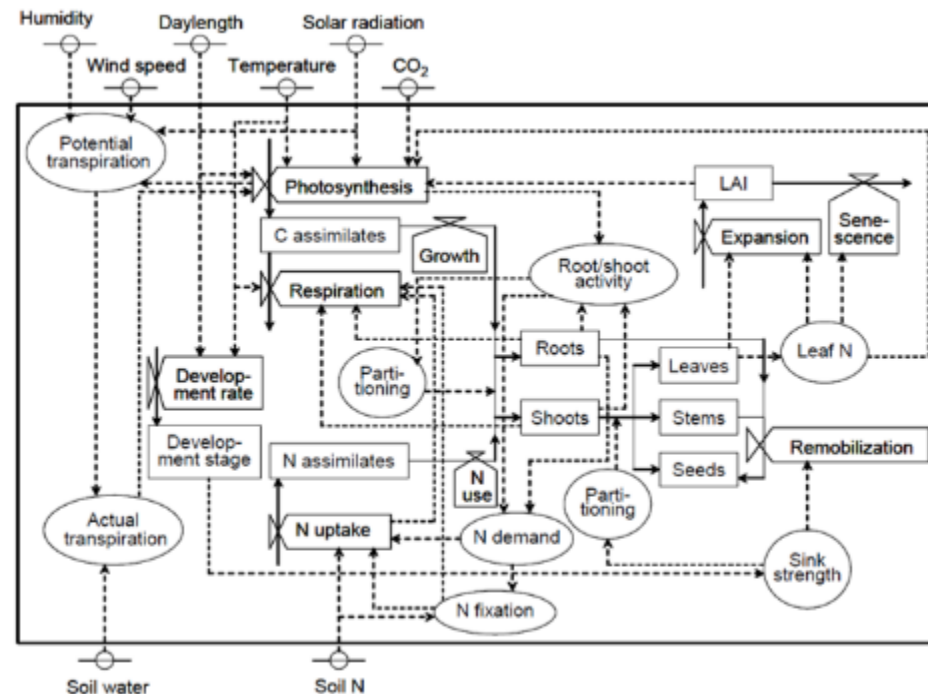 Humidity
Daylength
Solar radiation
Wind speed
Temperature
CO₂
Potential
transpiration
Photosynthesis
LAI
C assimilates
Growth
Expansion
Sene-
scence
Root/shoot
activity
Respiration
Roots
Leaves
Leaf N
Parti-
tioning
Develop-
ment rate
Shoots
Stems
Remobilization
Develop-
ment stage
N assimilates
N
use
Seeds
Parti-
tioning
Actual
transpiration
N uptake
N demand
Sink
strength
N fixation
Soil water
Soil N